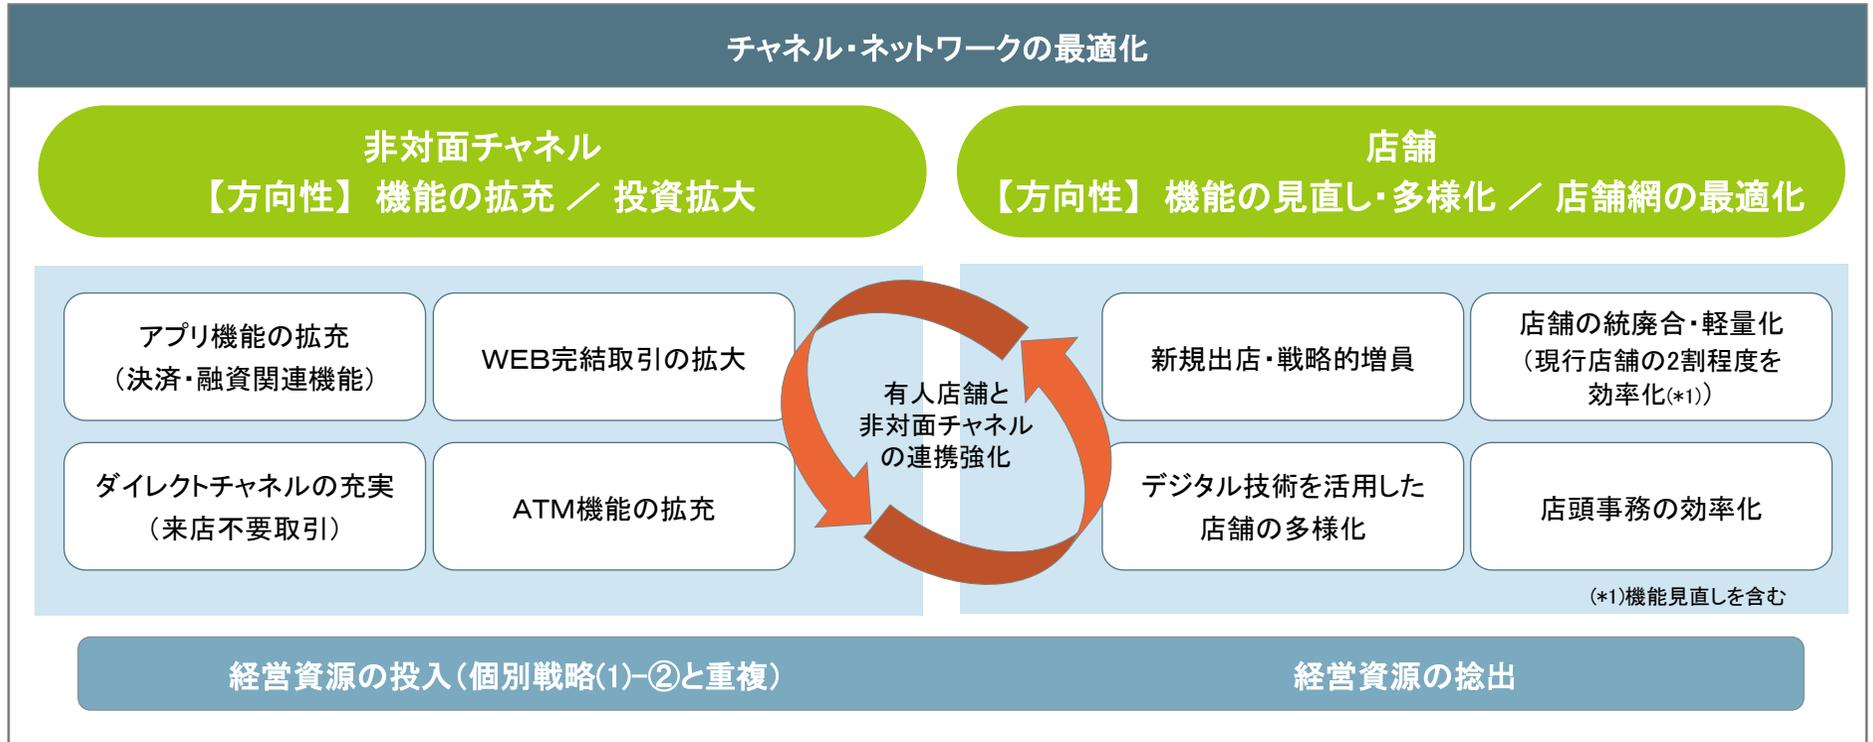 チャネル・ネットワークの最適化
非対面チャネル
【方向性】 機能の拡充 ／ 投資拡大
店舗
【方向性】 機能の見直し・多様化 ／ 店舗網の最適化
アプリ機能の拡充
（決済・融資関連機能）
WEB完結取引の拡大
ダイレクトチャネルの充実
（来店不要取引）
ATM機能の拡充
有人店舗と
非対面チャネル
の連携強化
新規出店・戦略的増員
店舗の統廃合・軽量化
（現行店舗の2割程度を
効率化(*1)）
デジタル技術を活用した
店舗の多様化
店頭事務の効率化
(*1)機能見直しを含む
経営資源の投入（個別戦略(1)-②と重複）
経営資源の捻出